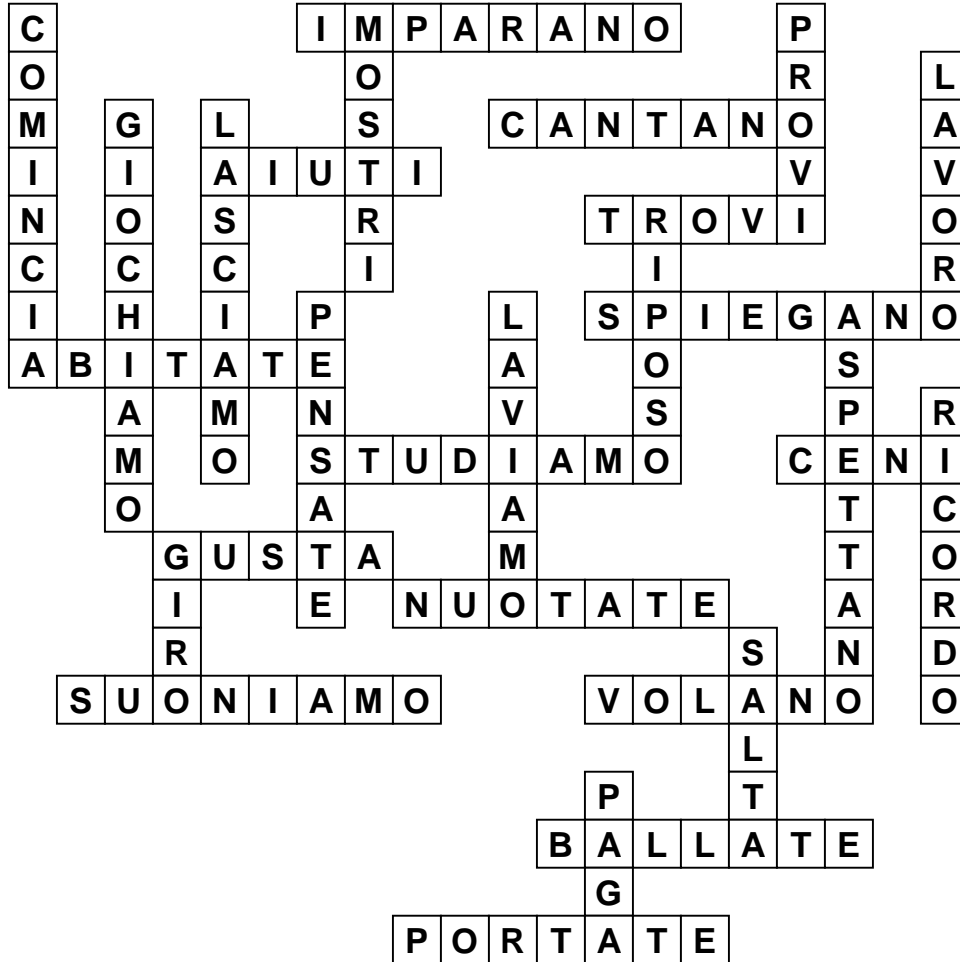 COMINCIA
IMPARANO
MOSTRI
PROVI
LAVORO
GIOCHIAMO
LASCIAMO
CANTANO
AIUTI
TROVI
RIPOSO
PENSATE
LAVIAMO
SPIEGANO
ASPETTANO
ABITATE
RICORDO
STUDIAMO
CENI
GUSTA
GIRO
NUOTATE
SALTA
SUONIAMO
VOLANO
PAGA
BALLATE
PORTATE